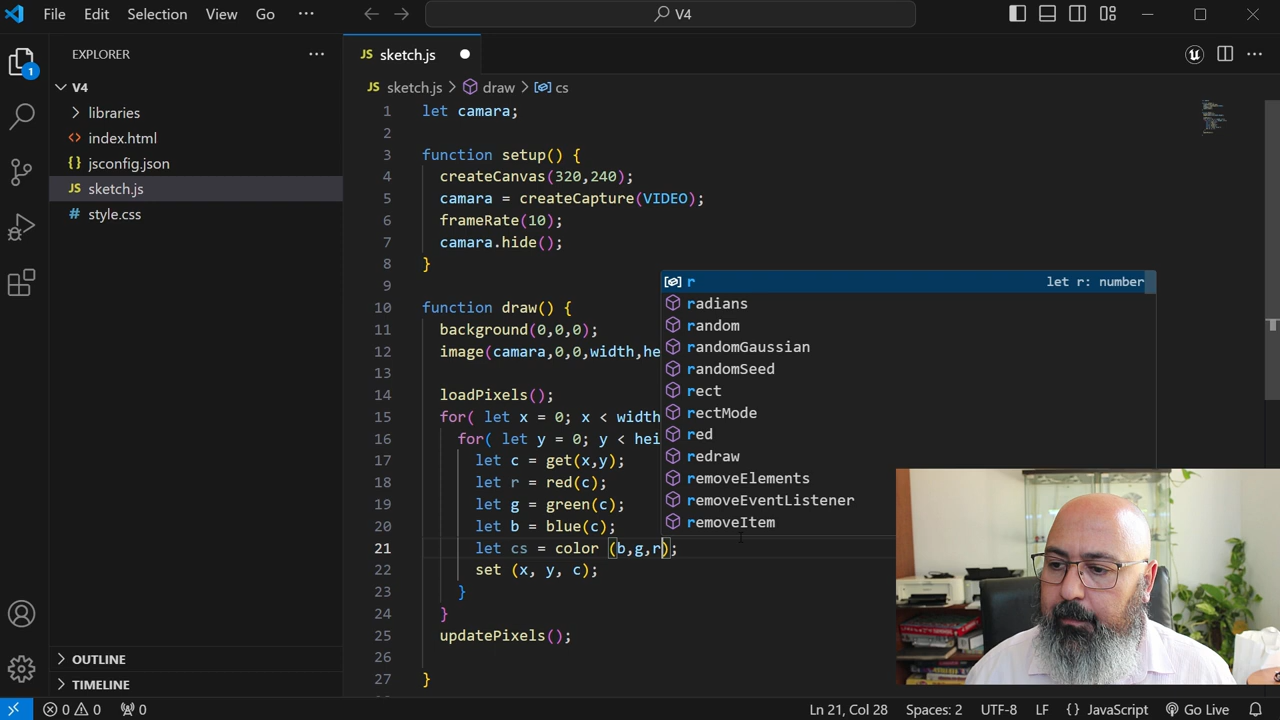 File Edit Selection View Go ··· V4
EXPLORER ···
V4
libraries
index.html
{} jsconfig.json
JS sketch.js
# style.css
OUTLINE
TIMELINE
1
JS sketch.js
JS sketch.js > draw > cs
1 let camara;
2
3 function setup() {
4 createCanvas(320,240);
5 camara = createCapture(VIDEO);
6 frameRate(10);
7 camara.hide();
8 }
9
10 function draw() {
11 background(0,0,0);
12 image(camara,0,0,width,he
13
14 loadPixels();
15 for( let x = 0; x < width
16 for( let y = 0; y < hei
17 let c = get(x,y);
18 let r = red(c);
19 let g = green(c);
20 let b = blue(c);
21 let cs = color (b,g,r);
22 set (x, y, c);
23 }
24 }
25 updatePixels();
26
27 }
r let r: number
radians
random
randomGaussian
randomSeed
rect
rectMode
red
redraw
removeElements
removeEventListener
removeItem
0 0 0 Ln 21, Col 28 Spaces: 2 UTF-8 LF {} JavaScript Go Live